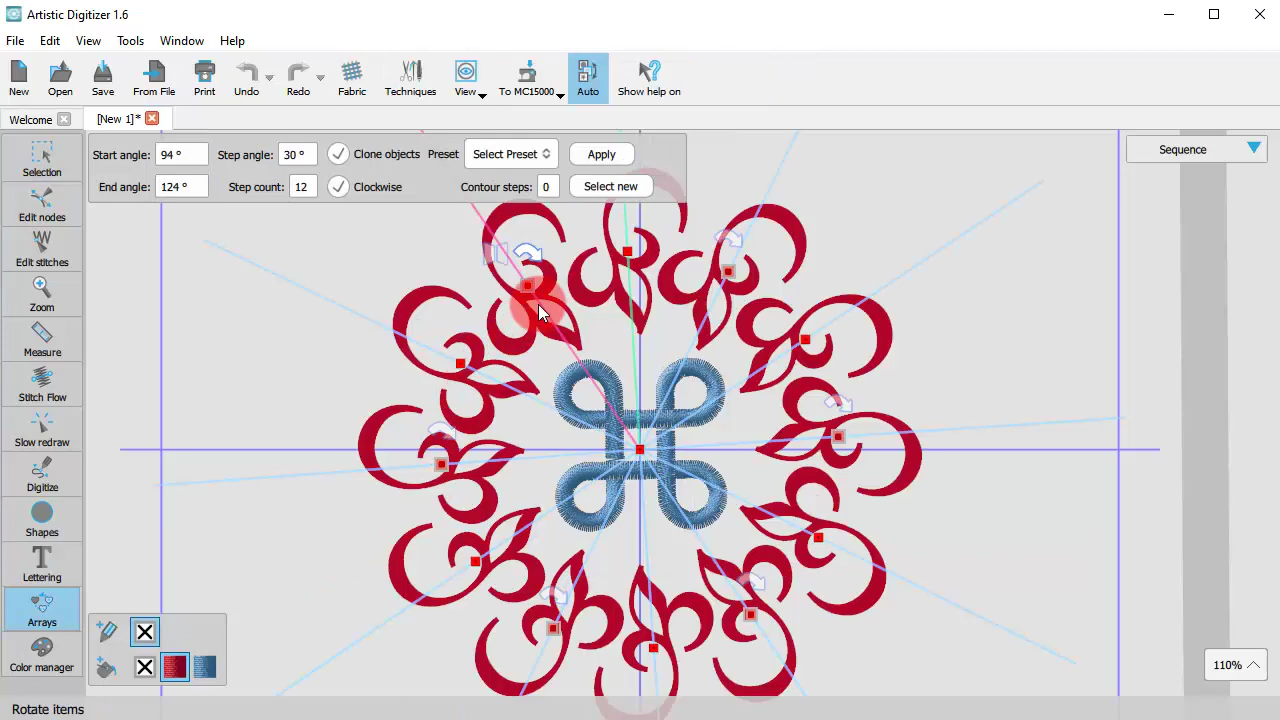 Artistic Digitizer 1.6
File Edit View Tools Window Help
New Open Save From File Print Undo Redo Fabric Techniques View To MC15000 Auto Show help on
Welcome [New 1]*
Start angle: 94 ° Step angle: 30 ° Clone objects Preset Select Preset Apply
End angle: 124 ° Step count: 12 Clockwise Contour steps: 0 Select new
Sequence
Selection
Edit nodes
Edit stitches
Zoom
Measure
Stitch Flow
Slow redraw
Digitize
Shapes
Lettering
Arrays
Color manager
110%
Rotate items